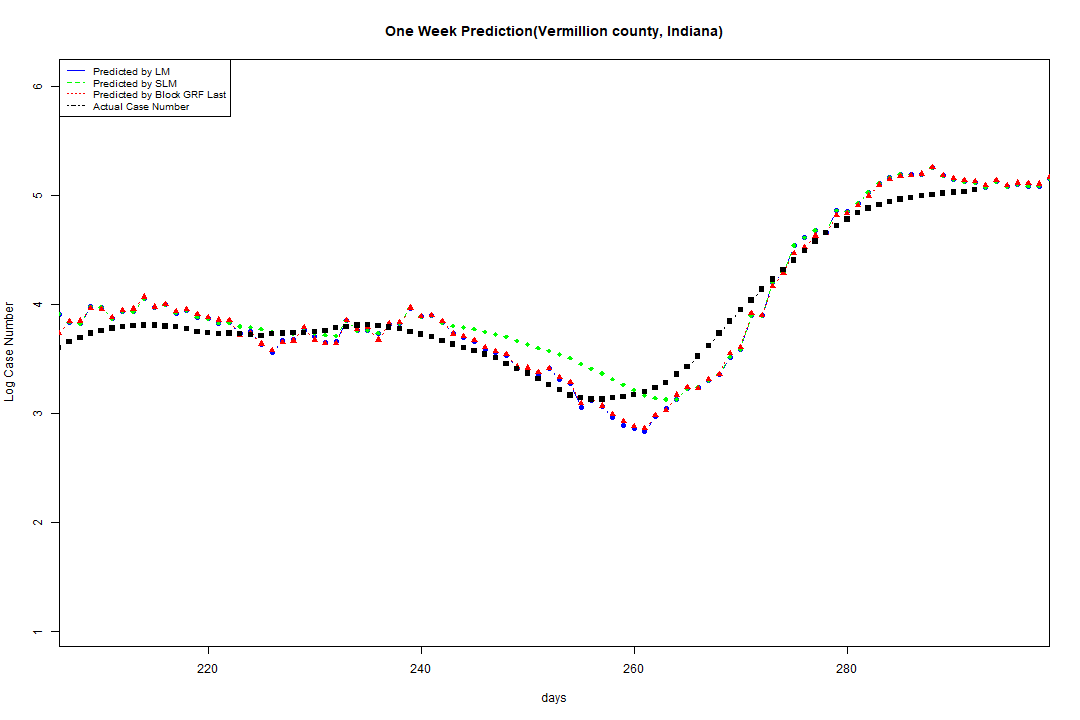 One Week Prediction(Vermillion county, Indiana)
Predicted by LM
Predicted by SLM
Predicted by Block GRF Last
Actual Case Number
6
5
4
3
2
1
Log Case Number
220 240 260 280
days